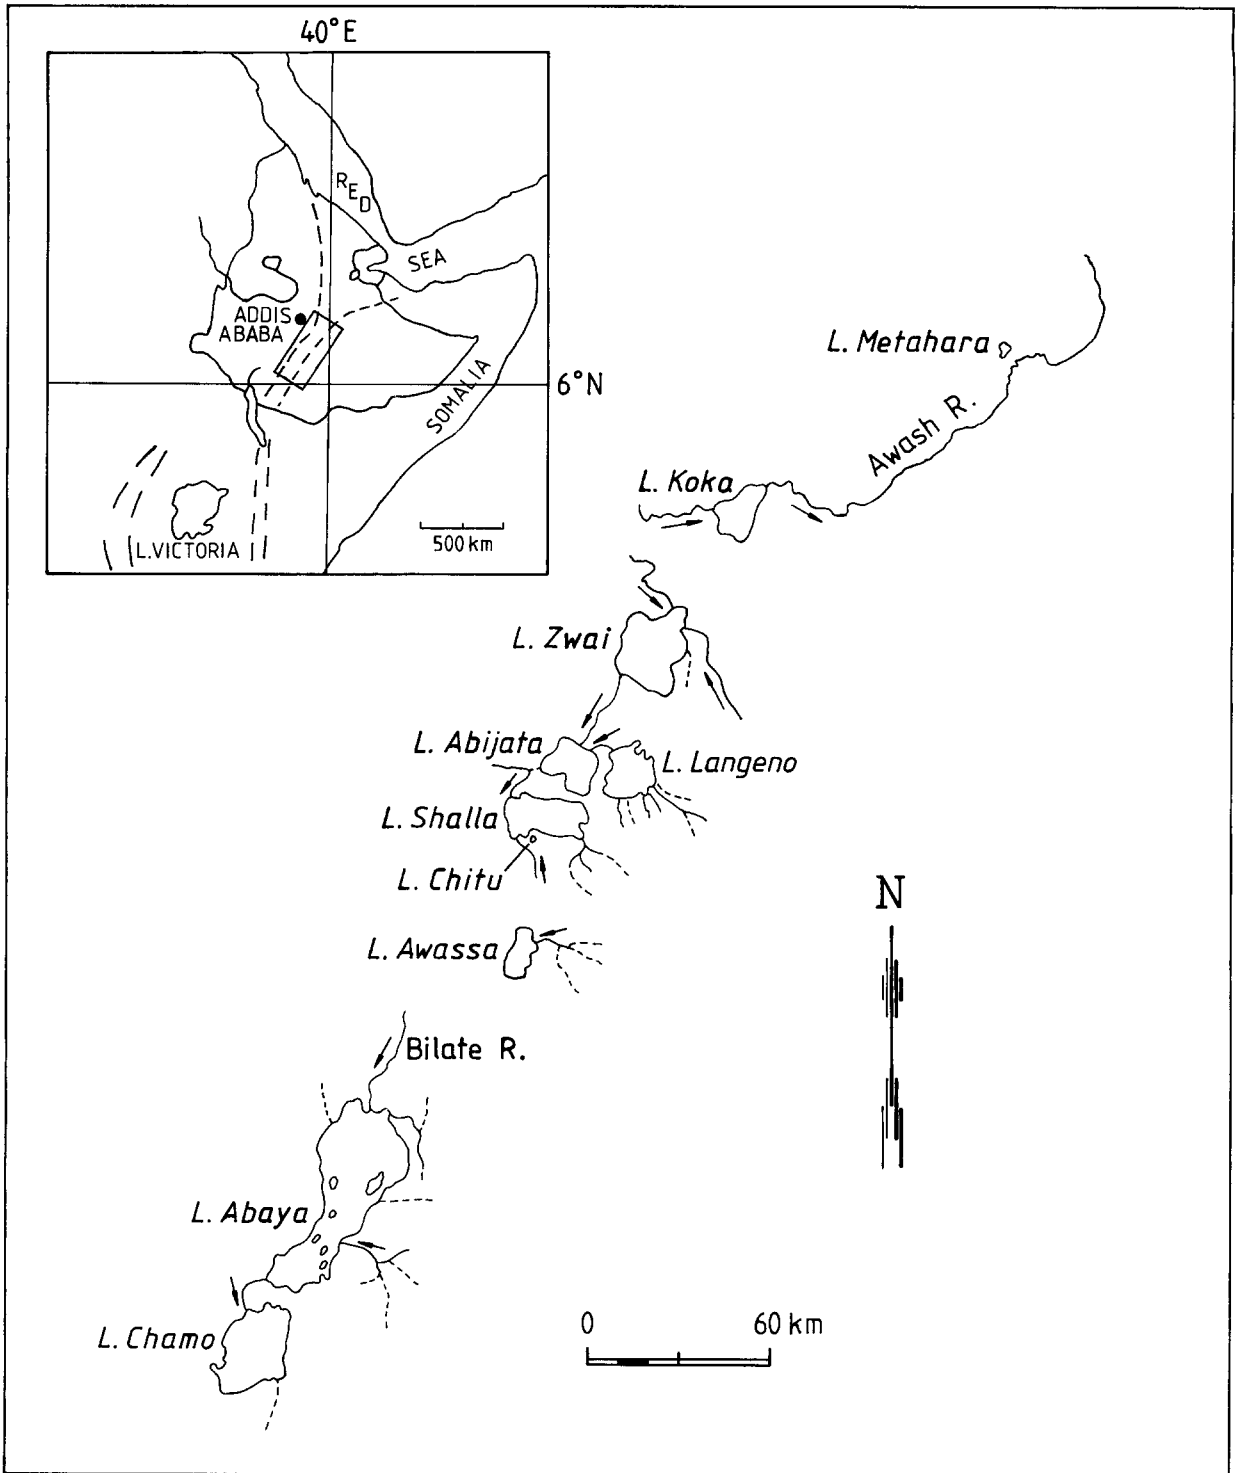 40°E
RED
SEA
ADDIS
ABABA
6°N
SOMALIA
500 km
L.VICTORIA
L. Metahara
Awash R.
L. Koka
L. Zwai
L. Abijata
L. Langeno
L. Shalla
L. Chitu
N
L. Awassa
Bilate R.
L. Abaya
0 60 km
L. Chamo